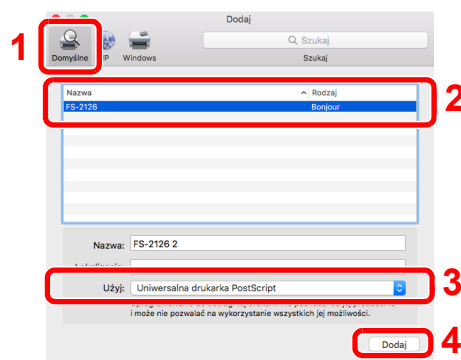 Dodaj
1
Szukaj
Domyślne IP Windows Szukaj
2
Nazwa Rodzaj
FS-2126 Bonjour
Nazwa: FS-2126 2
3
Użyj: Uniwersalna drukarka PostScript
i może nie pozwalać na wykorzystanie wszystkich jej możliwości.
Dodaj
4